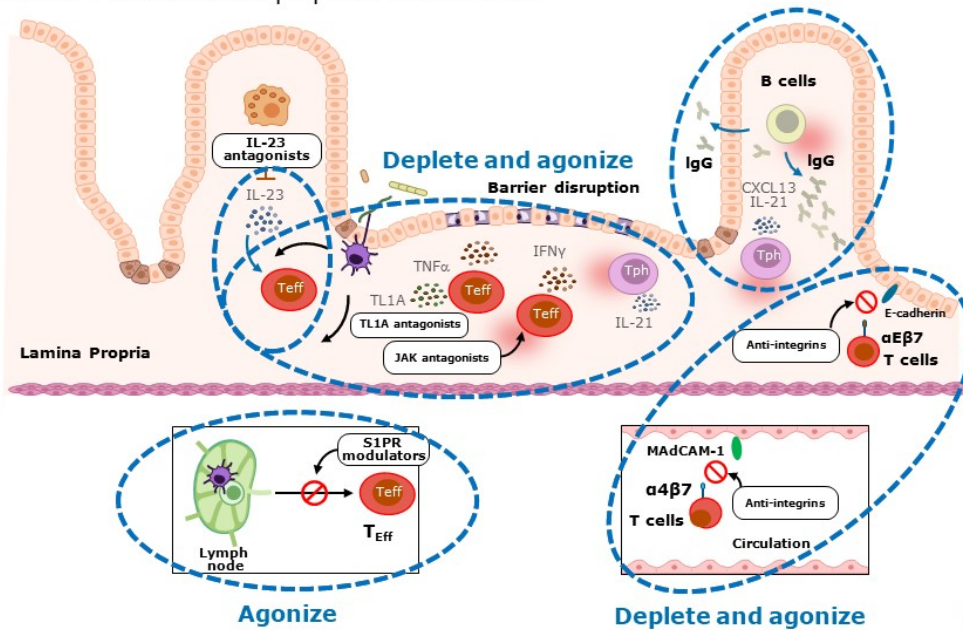 B cells
IL-23
antagonists
Deplete and agonize
Barrier disruption
IgG
IgG
CXCL13
IL-21
IL-23
IFNγ
TNFα
Tph
Tph
Teff
Teff
Teff
TL1A
IL-21
TL1A antagonists
JAK antagonists
E-cadherin
Anti-integrins
αEβ7
T cells
Lamina Propria
S1PR
modulators
Teff
TEff
Lymph
node
Agonize
MAdCAM-1
α4β7
T cells
Anti-integrins
Circulation
Deplete and agonize